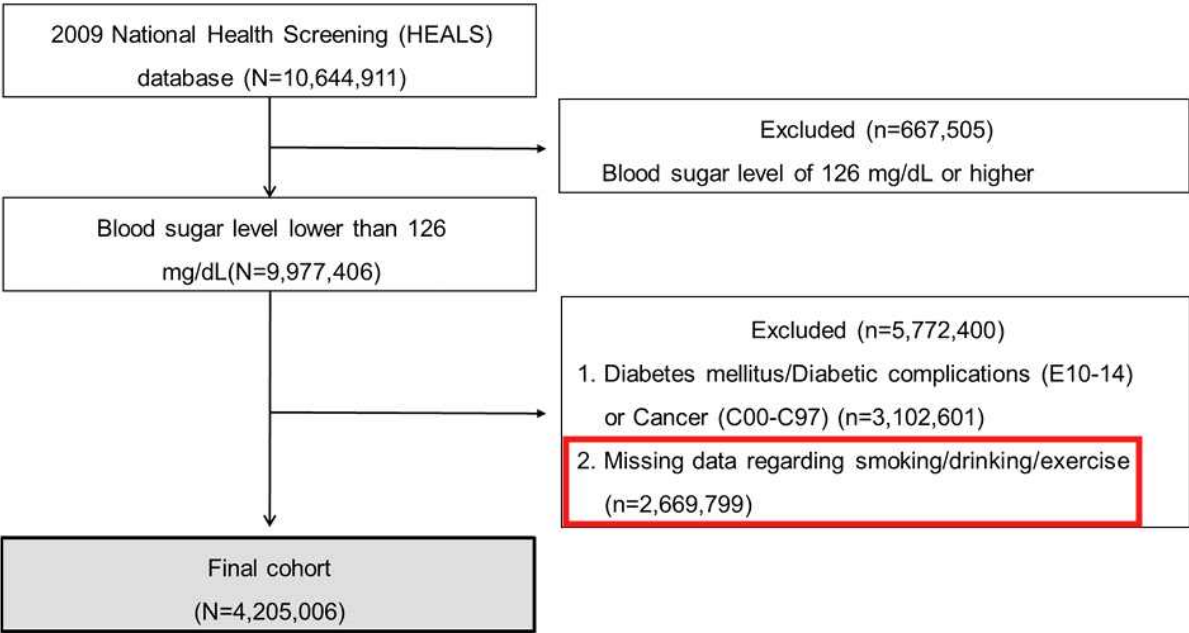 2009 National Health Screening (HEALS)
database (N=10,644,911)
Excluded (n=667,505)
Blood sugar level of 126 mg/dL or higher
Blood sugar level lower than 126
mg/dL(N=9,977,406)
Excluded (n=5,772,400)
1. Diabetes mellitus/Diabetic complications (E10-14)
or Cancer (C00-C97) (n=3,102,601)
2. Missing data regarding smoking/drinking/exercise
(n=2,669,799)
Final cohort
(N=4,205,006)